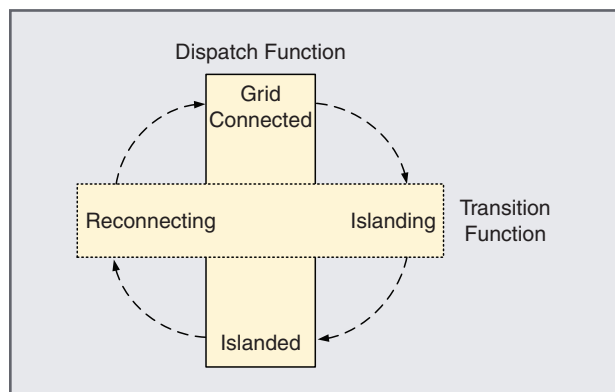 Dispatch Function
Grid
Connected
Reconnecting
Islanding
Transition
Function
Islanded